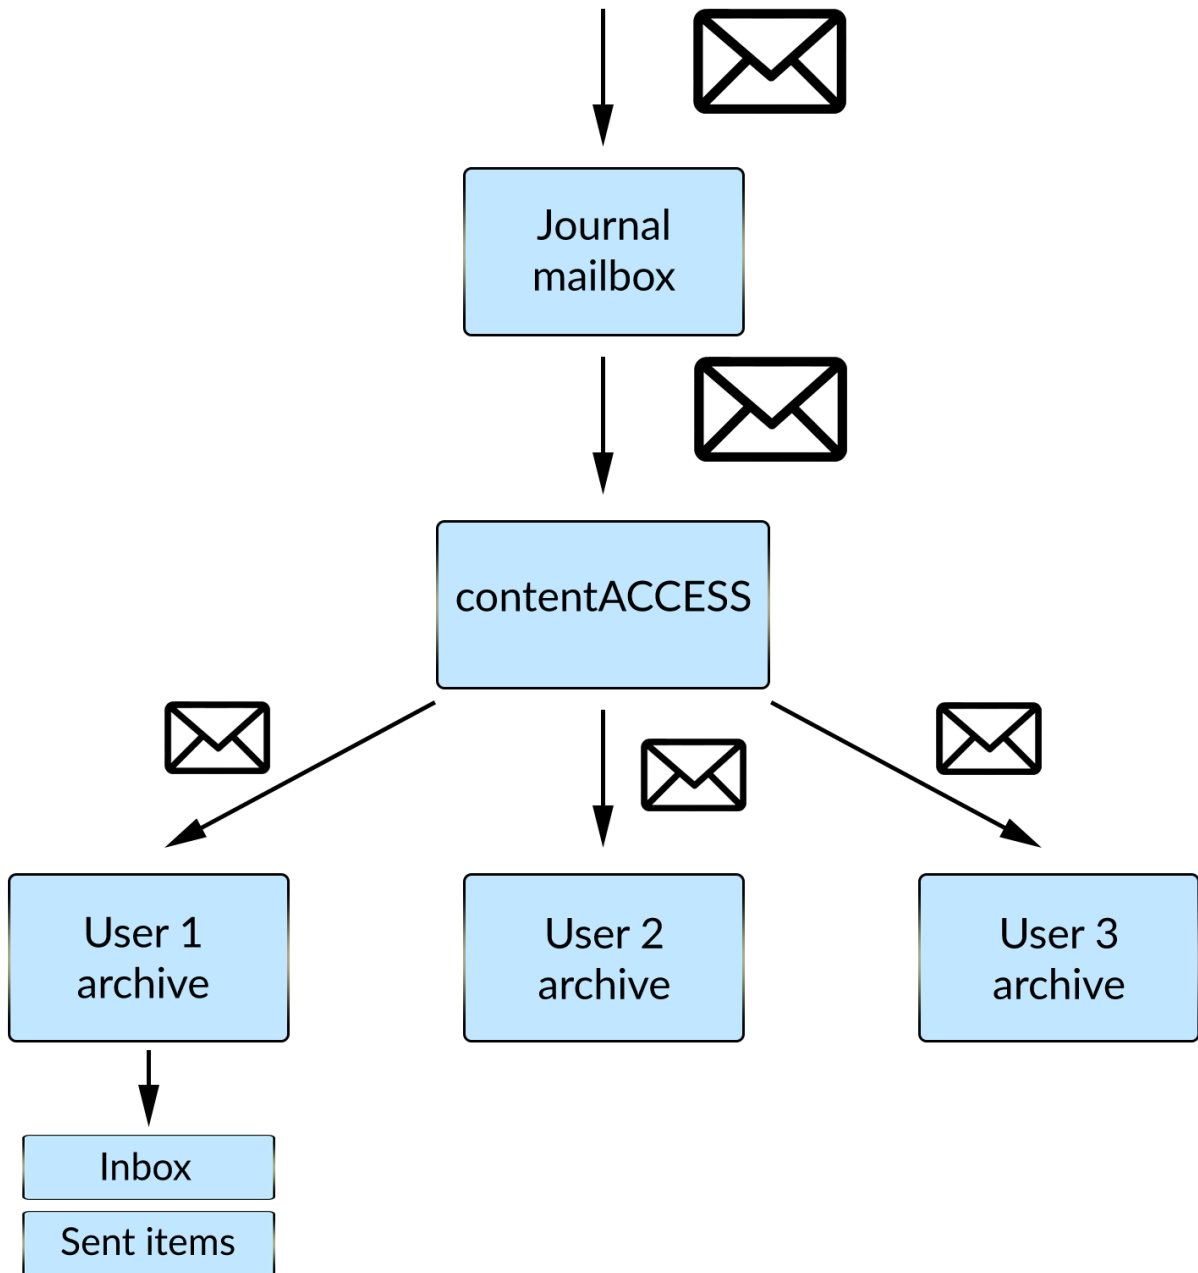 Journal
mailbox
contentACCESS
User 1
archive
User 2
archive
User 3
archive
Inbox
Sent items